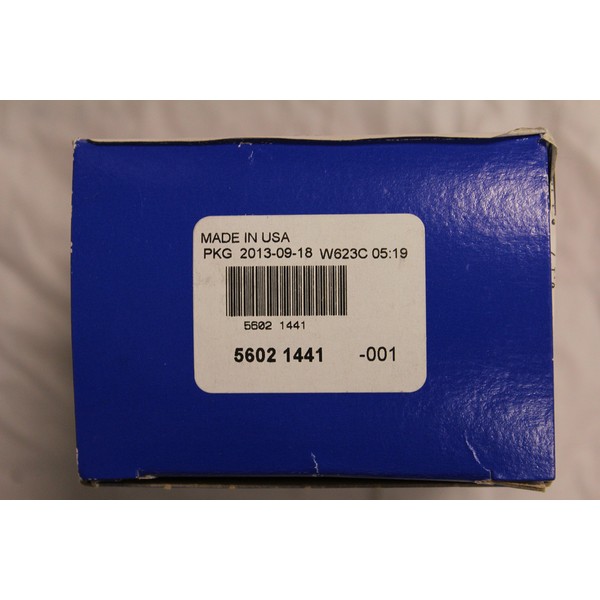 MADE IN USA
PKG 2013-09-18 W623C 05:19
5602 1441
5602 1441 -001